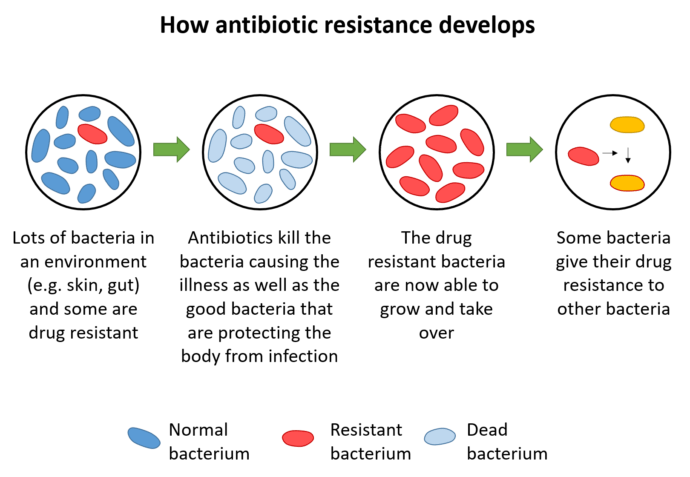 How antibiotic resistance develops
Lots of bacteria in
an environment
(e.g. skin, gut)
and some are
drug resistant
Antibiotics kill the
bacteria causing the
illness as well as the
good bacteria that
are protecting the
body from infection
The drug
resistant bacteria
are now able to
grow and take
over
Some bacteria
give their drug
resistance to
other bacteria
Normal
bacterium
Resistant
bacterium
Dead
bacterium